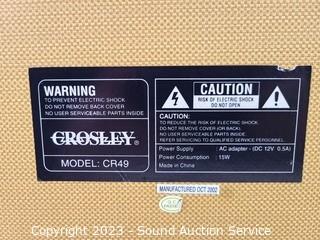 WARNING
TO PREVENT ELECTRIC SHOCK
DO NOT REMOVE BACK COVER
NO USER SERVICEABLE PARTS INSIDE
CROSLEY®
MODEL: CR49
CAUTION
RISK OF ELECTRIC SHOCK
DO NOT OPEN
CAUTION:
TO REDUCE THE RISK OF ELECTRIC SHOCK,
DO NOT REMOVE COVER (OR BACK).
NO USER-SERVICEABLE PARTS INSIDE.
REFER SERVICING TO QUALIFIED SERVICE PERSONNEL.
Power Supply : AC adapter - (DC 12V 0.5A)
Power Consumption : 15W
MANUFACTURED OCT 2002
Copyright 2023 - Sound Auction Service